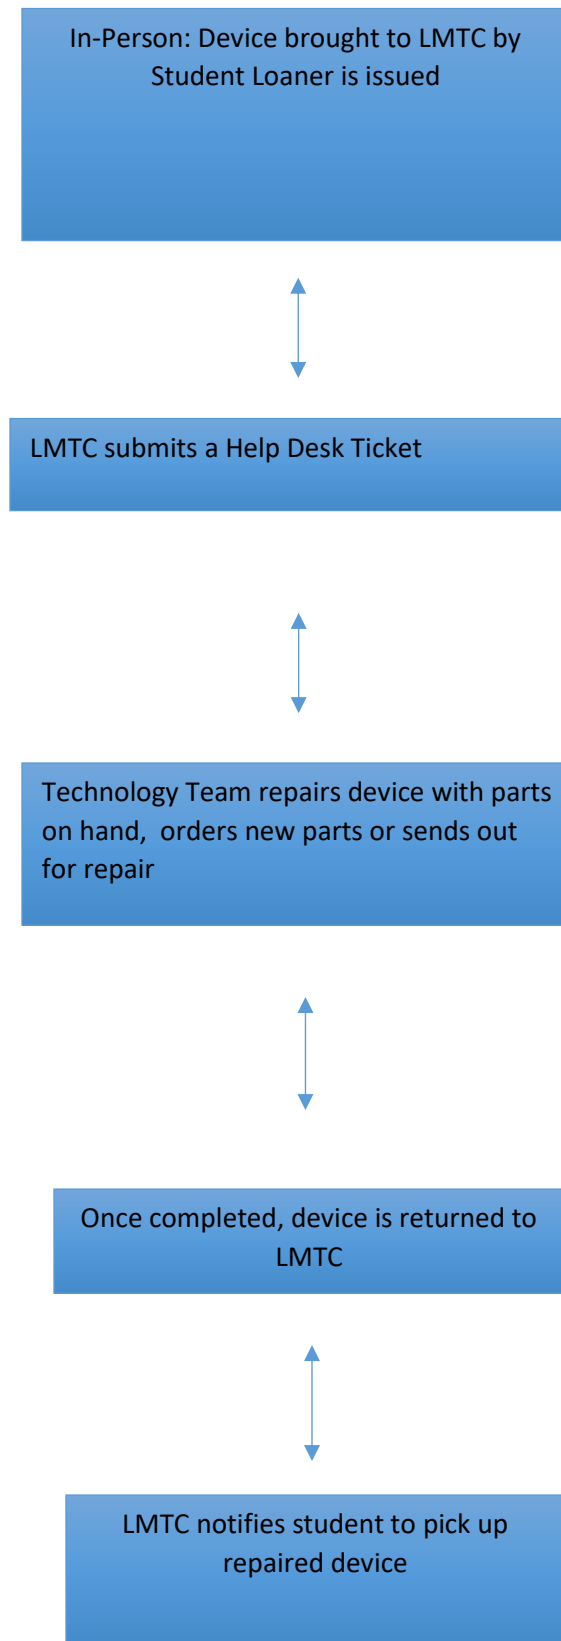 In-Person: Device brought to LMTC by
Student Loaner is issued
LMTC submits a Help Desk Ticket
Technology Team repairs device with parts
on hand,  orders new parts or sends out
for repair
Once completed, device is returned to
LMTC
LMTC notifies student to pick up
repaired device